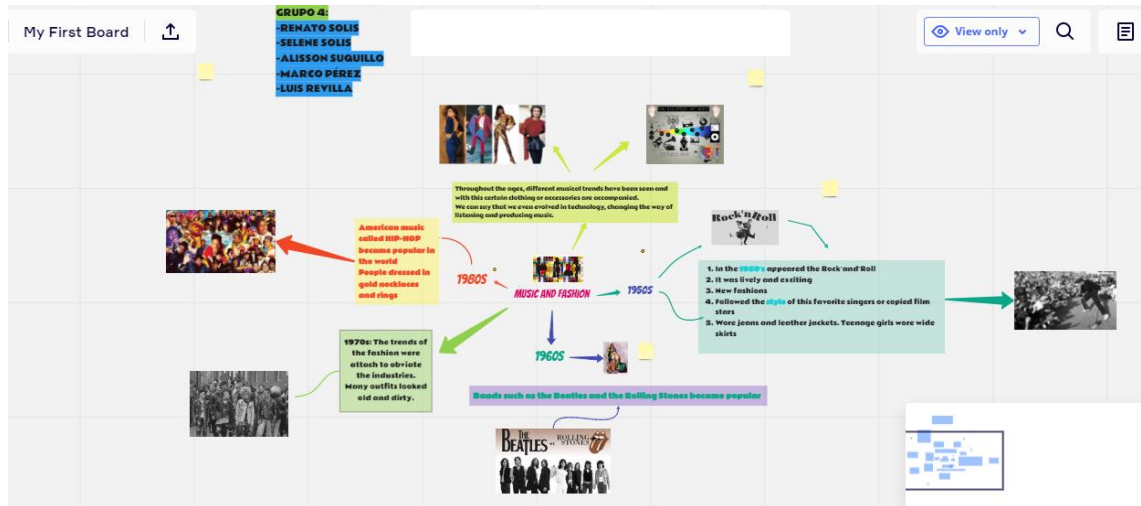 My First Board
GRUPO 4:
-RENATO SOLIS
-SELENE SOLIS
-ALISSON SUQUILLO
-MARCO PÉREZ
-LUIS REVILLA
View only
Throughout the ages, different musical trends have been seen and
with this certain clothing or accessories are accompanied.
We can say that we even evolved in technology, changing the way of
listening and producing music.
American music
called HIP-HOP
became popular in
the world
People dressed in
gold necklaces
and rings
1980S
MUSIC AND FASHION
1950S
Rock'n Roll
1. In the 1950's appeared the Rock'and'Roll
2. It was lively and exciting
3. New fashions
4. Followed the style of this favorite singers or copied film
stars
5. Wore jeans and leather jackets. Teenage girls wore wide
skirts
1970s: The trends of
the fashion were
attach to obviate
the industries.
Many outfits looked
old and dirty.
1960S
Bands such as the Beatles and the Rolling Stones became popular
THE
BEATLES
ROLLING
STONES